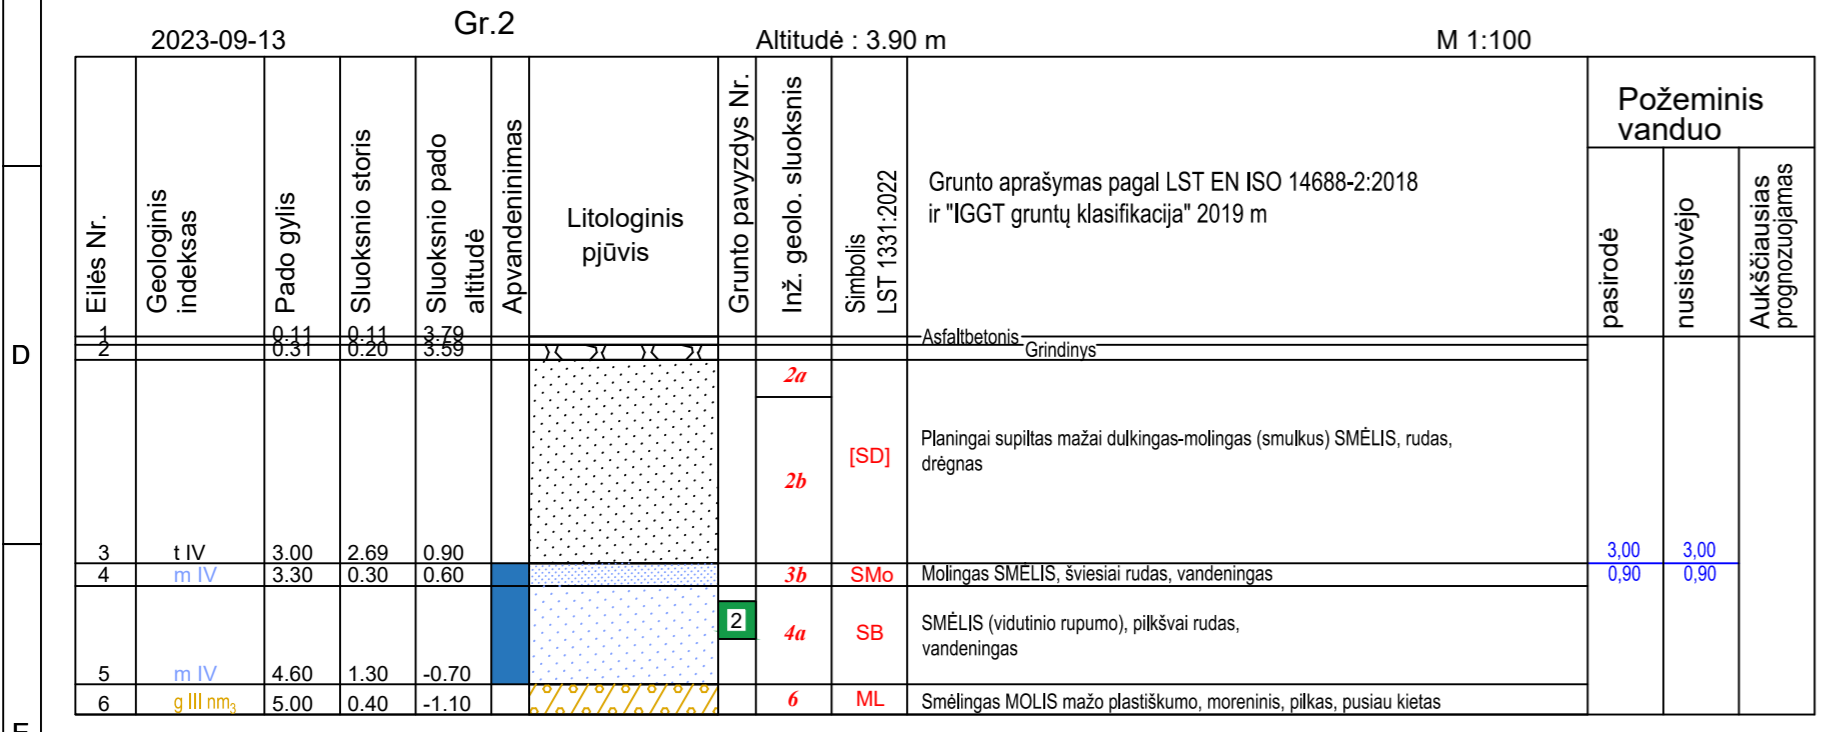 Gr.2
2023-09-13
Altitudė : 3.90 m
M 1:100
Eilės Nr.
Geologinis
indeksas
Pado gylis
Sluoksnio storis
Sluoksnio pado
altitudė
Apvandeninimas
Litologinis
pjūvis
Grunto pavyzdys Nr.
Inž. geolo. sluoksnis
Simbolis
LST 1331:2022
Grunto aprašymas pagal LST EN ISO 14688-2:2018
ir "IGGT gruntų klasifikacija" 2019 m
Požeminis
vanduo
pasirodė
nusistovėjo
Aukščiausias
prognozuojamas
1 0.11 0.11 3.79 Asfaltbetonis
2 0.31 0.20 3.59 Grindinys
D
2a
Planingai supiltas mažai dulkingas-molingas (smulkus) SMĖLIS, rudas,
[SD]
drėgnas
2b
3 t IV 3.00 2.69 0.90 3,00 3,00
4 m IV 3.30 0.30 0.60 3b SMo Molingas SMĖLIS, šviesiai rudas, vandeningas 0,90 0,90
2
SMĖLIS (vidutinio rupumo), pilkšvai rudas,
4a SB
vandeningas
5 m IV 4.60 1.30 -0.70
6 g III nm3 5.00 0.40 -1.10 6 ML Smėlingas MOLIS mažo plastiškumo, moreninis, pilkas, pusiau kietas